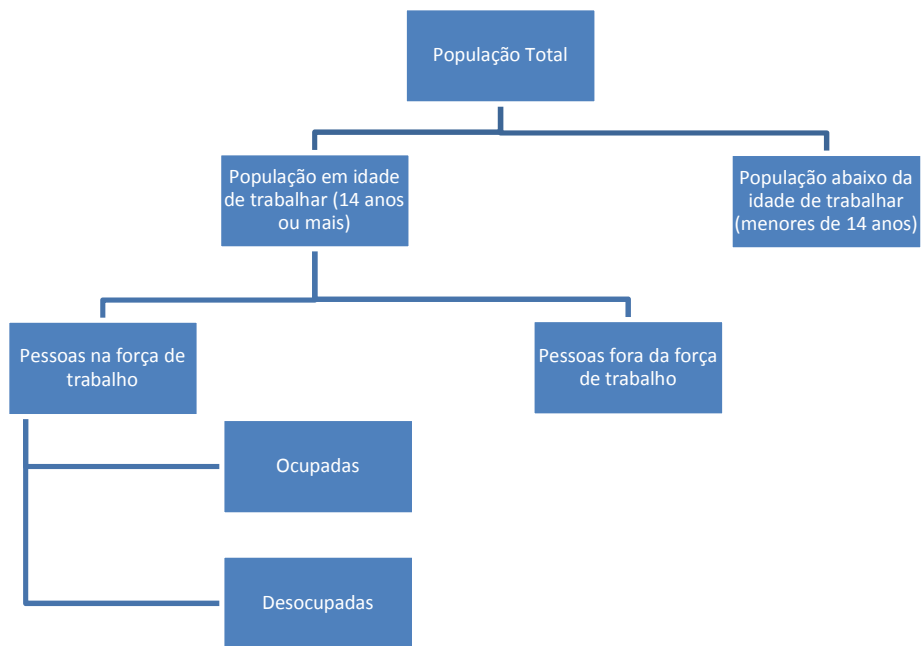 População Total
População em idade
de trabalhar (14 anos
ou mais)
População abaixo da
idade de trabalhar
(menores de 14 anos)
Pessoas na força de
trabalho
Pessoas fora da força
de trabalho
Ocupadas
Desocupadas